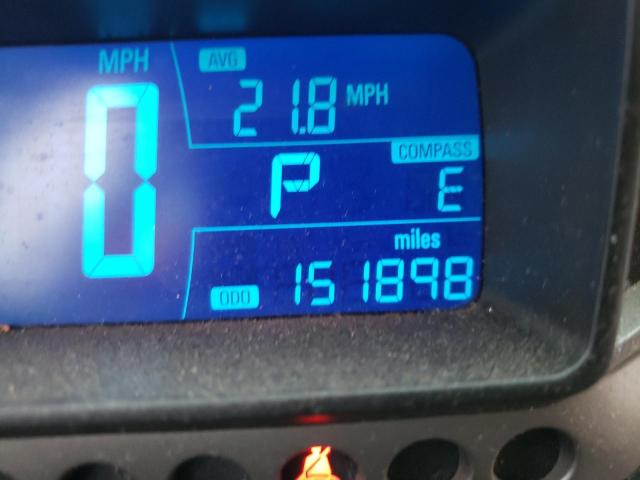 MPH
0
AVG
21.8 MPH
COMPASS
P
E
miles
ODO 151898